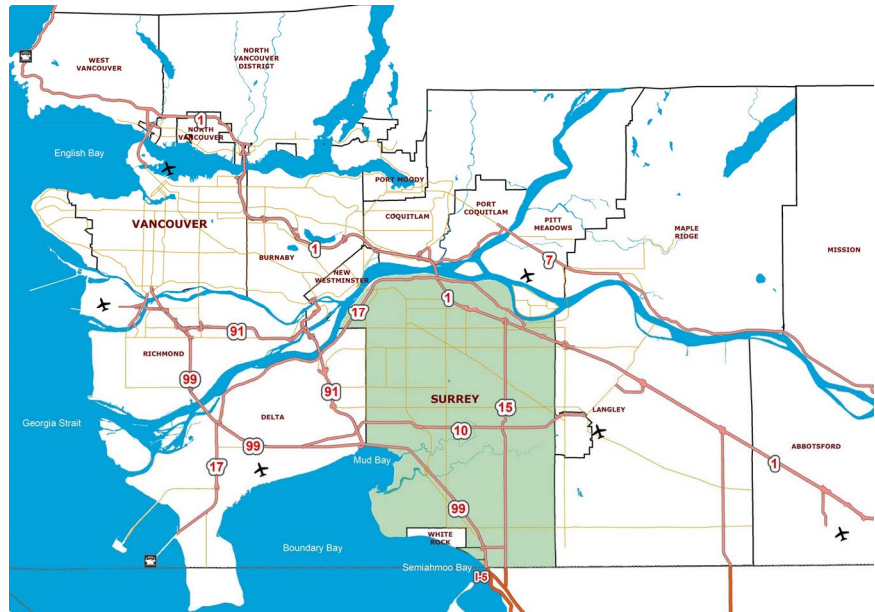 WEST
VANCOUVER
NORTH
VANCOUVER
DISTRICT
1
NORTH
VANCOUVER
English Bay
PORT MOODY
VANCOUVER
COQUITLAM
PORT
COQUITLAM
PITT
MEADOWS
MAPLE
RIDGE
MISSION
BURNABY
1
NEW
WESTMINSTER
7
1
17
91
RICHMOND
99
91
SURREY
15
LANGLEY
Georgia Strait
DELTA
10
99
Mud Bay
ABBOTSFORD
1
17
99
WHITE
ROCK
Boundary Bay
Semiahmoo Bay
I-5